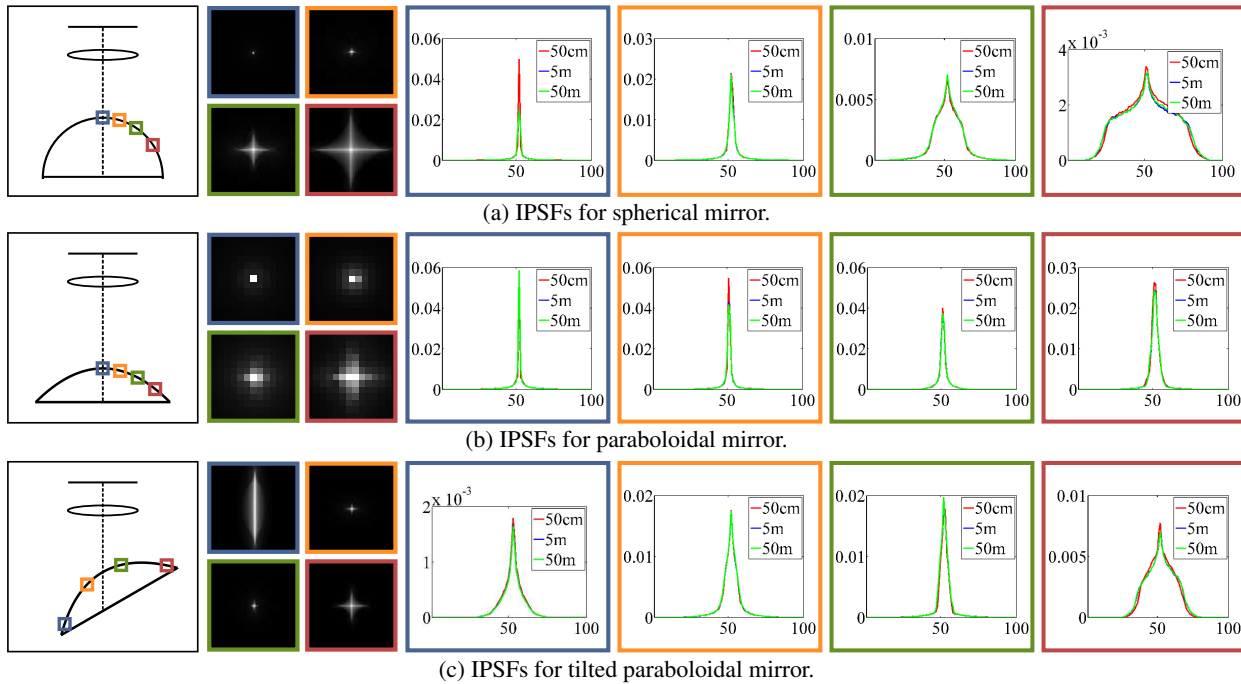 0.06
0.04
0.02
0
50
100
50cm
5m
50m
0.03
0.02
0.01
0
50
100
50cm
5m
50m
0.01
0.005
0
50
100
50cm
5m
50m
4 x 10⁻³
2
0
50
100
50cm
5m
50m
(a) IPSFs for spherical mirror.
0.06
0.04
0.02
0
50
100
50cm
5m
50m
0.06
0.04
0.02
0
50
100
50cm
5m
50m
0.06
0.04
0.02
0
50
100
50cm
5m
50m
0.03
0.02
0.01
0
50
100
50cm
5m
50m
(b) IPSFs for paraboloidal mirror.
2 x 10⁻³
1
0
50
100
50cm
5m
50m
0.02
0.01
0
50
100
50cm
5m
50m
0.02
0.01
0
50
100
50cm
5m
50m
0.01
0.005
0
50
100
50cm
5m
50m
(c) IPSFs for tilted paraboloidal mirror.